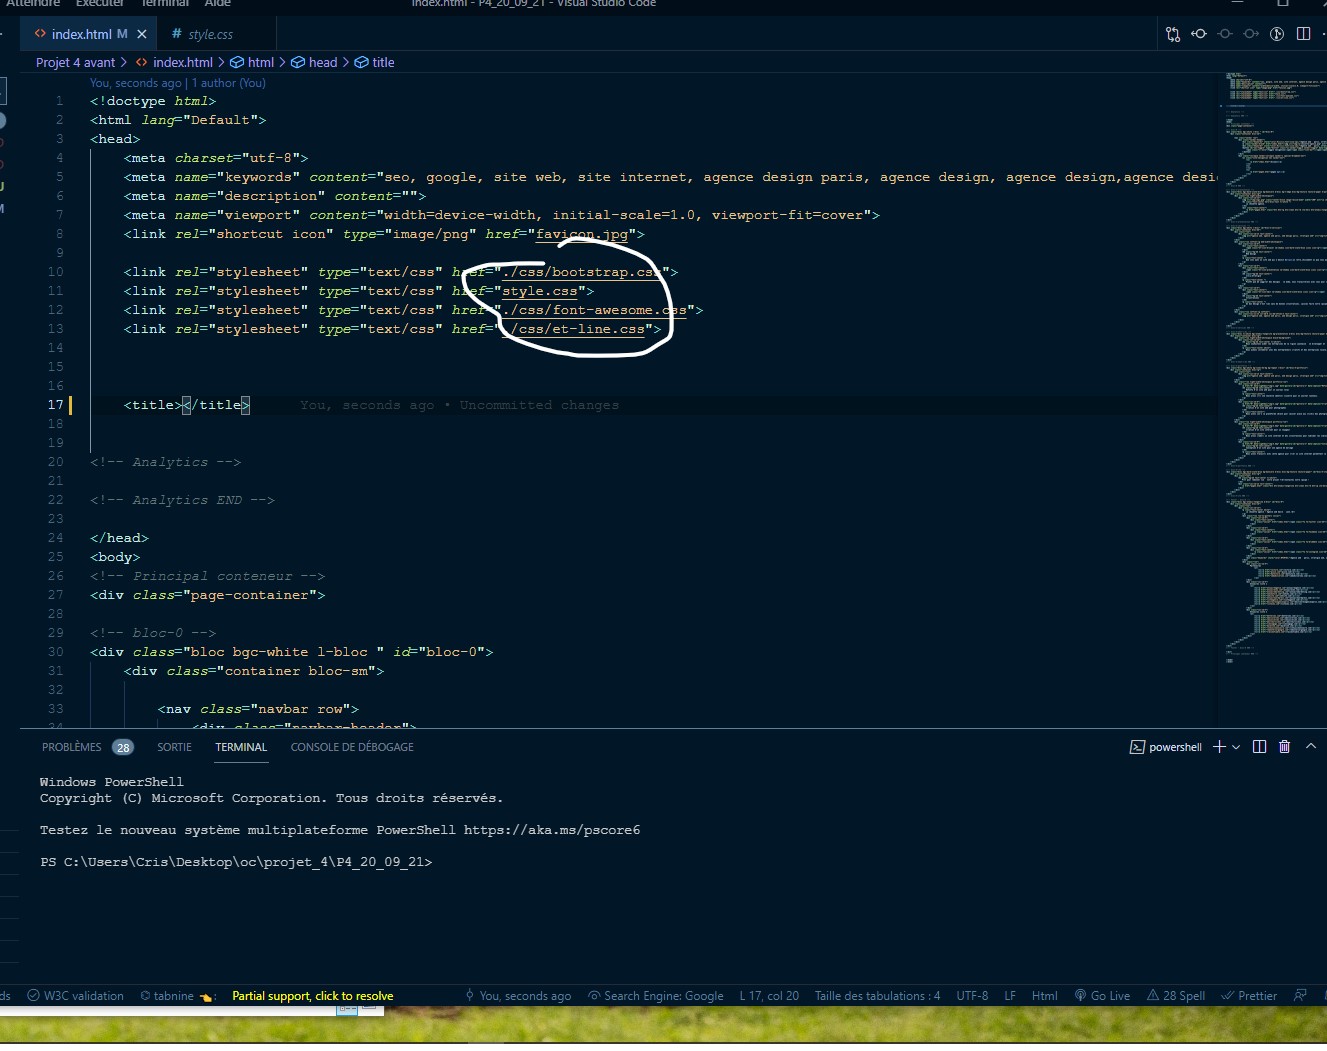 Atteindre Exécuter Terminal Aide index.html - P4_20_09_21 - Visual Studio Code
index.html M style.css
Projet 4 avant > index.html > html > head > title
You, seconds ago | 1 author (You)
1 <!doctype html>
2 <html lang="Default">
3 <head>
4 <meta charset="utf-8">
5 <meta name="keywords" content="seo, google, site web, site internet, agence design paris, agence design, agence design,agence desi
6 <meta name="description" content="">
7 <meta name="viewport" content="width=device-width, initial-scale=1.0, viewport-fit=cover">
8 <link rel="shortcut icon" type="image/png" href="favicon.jpg">
9
10 <link rel="stylesheet" type="text/css" href="./css/bootstrap.css">
11 <link rel="stylesheet" type="text/css" href="style.css">
12 <link rel="stylesheet" type="text/css" href="./css/font-awesome.css">
13 <link rel="stylesheet" type="text/css" href="./css/et-line.css">
14
15
16
17 <title></title> You, seconds ago • Uncommitted changes
18
19
20 <!-- Analytics -->
21
22 <!-- Analytics END -->
23
24 </head>
25 <body>
26 <!-- Principal conteneur -->
27 <div class="page-container">
28
29 <!-- bloc-0 -->
30 <div class="bloc bgc-white l-bloc " id="bloc-0">
31 <div class="container bloc-sm">
32
33 <nav class="navbar row">
34 <div class="navbar-header">
PROBLÈMES 28 SORTIE TERMINAL CONSOLE DE DÉBOGAGE powershell
Windows PowerShell
Copyright (C) Microsoft Corporation. Tous droits réservés.
Testez le nouveau système multiplateforme PowerShell https://aka.ms/pscore6
PS C:\Users\Cris\Desktop\oc\projet_4\P4_20_09_21>
ds W3C validation tabnine : Partial support, click to resolve You, seconds ago Search Engine: Google L 17, col 20 Taille des tabulations : 4 UTF-8 LF Html Go Live 28 Spell Prettier